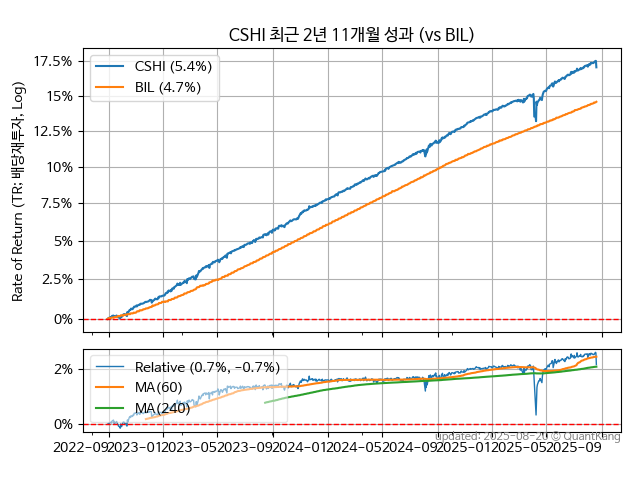 CSHI 최근 2년 11개월 성과 (vs BIL)
Rate of Return (TR; 배당재투자, Log)
17.5%
15%
12.5%
10%
7.5%
5%
2.5%
0%
CSHI (5.4%)
BIL (4.7%)
2%
0%
Relative (0.7%, −0.7%)
MA(60)
MA(240)
2022-09 2023-01 2023-05 2023-09 2024-01 2024-05 2024-09 2025-01 2025-05 2025-09
Updated: 2025-08-20 © QuantKang